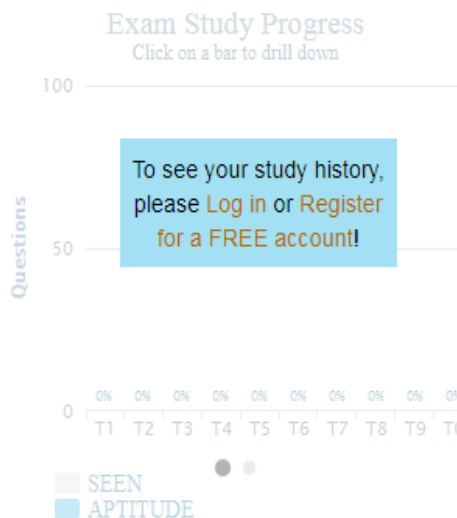 Exam Study Progress
Click on a bar to drill down
100
To see your study history,
please Log in or Register
for a FREE account!
Questions
50
0% 0% 0% 0% 0% 0% 0% 0% 0% 0%
0
T1 T2 T3 T4 T5 T6 T7 T8 T9
SEEN
APTITUDE